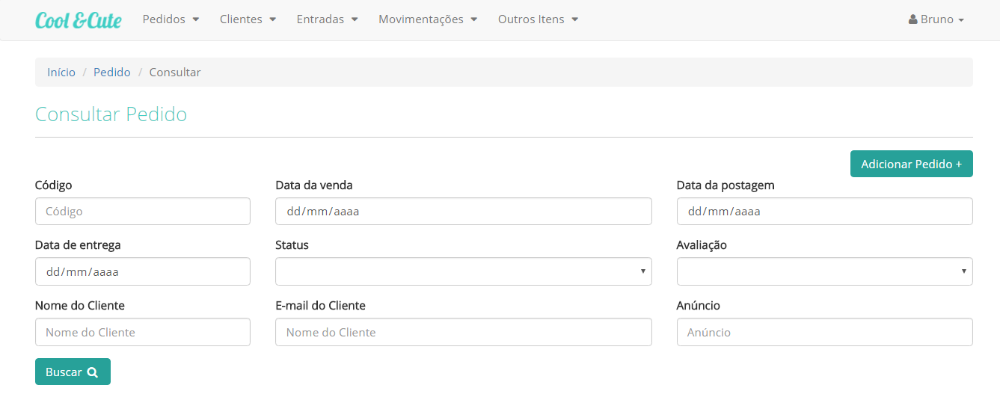 Cool &Cute Pedidos Clientes Entradas Movimentações Outros Itens Bruno
Início / Pedido / Consultar
Consultar Pedido
Adicionar Pedido +
Código Data da venda Data da postagem
Código dd/mm/aaaa dd/mm/aaaa
Data de entrega Status Avaliação
dd/mm/aaaa
Nome do Cliente E-mail do Cliente Anúncio
Nome do Cliente Nome do Cliente Anúncio
Buscar